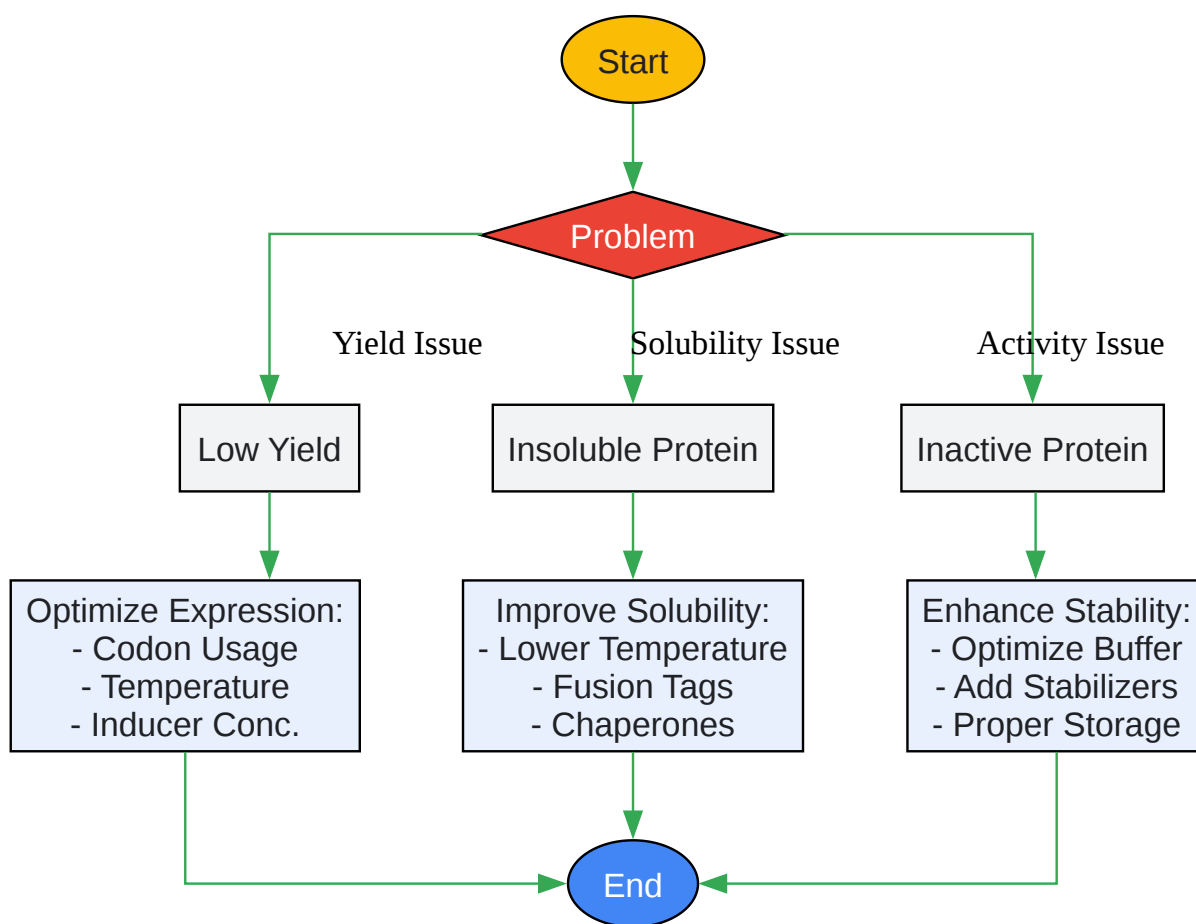 Start
Problem
Yield Issue
Solubility Issue
Activity Issue
Low Yield
Insoluble Protein
Inactive Protein
Optimize Expression:
- Codon Usage
- Temperature
- Inducer Conc.
Improve Solubility:
- Lower Temperature
- Fusion Tags
- Chaperones
Enhance Stability:
- Optimize Buffer
- Add Stabilizers
- Proper Storage
End